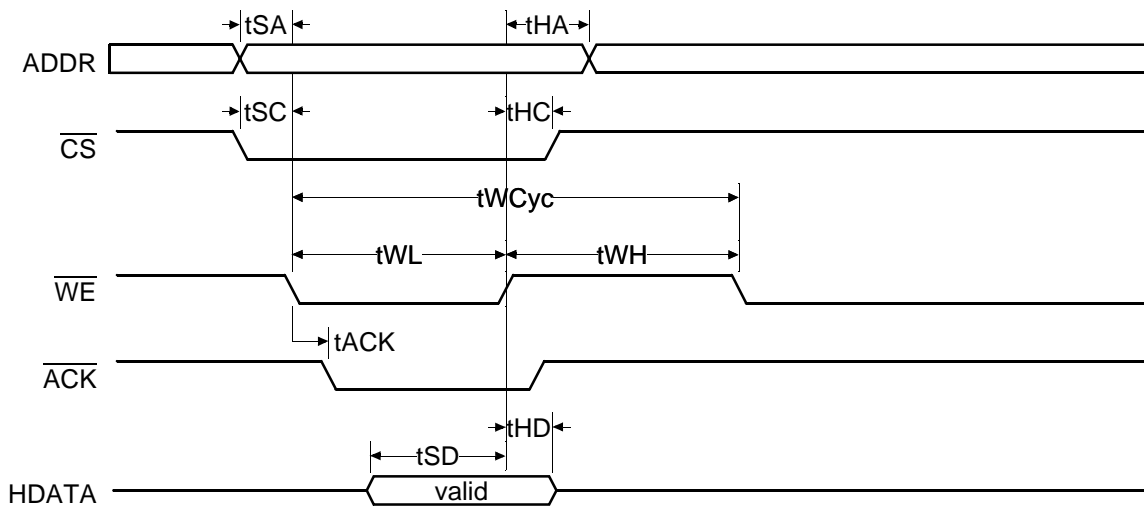 tSA tHA
ADDR
tSC tHC
CS
tWCyc
tWL tWH
WE
tACK
ACK
tHD
tSD
HDATA valid